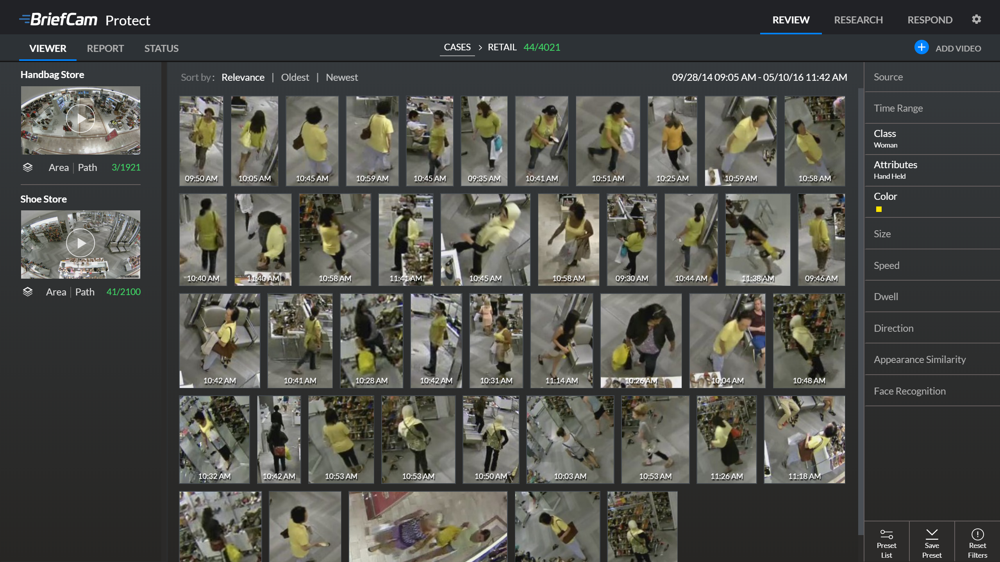 BriefCam Protect
REVIEW RESEARCH RESPOND
VIEWER REPORT STATUS
CASES > RETAIL 44/4021
ADD VIDEO
Handbag Store
Area | Path 3/1921
Shoe Store
Area | Path 41/2100
Sort by: Relevance | Oldest | Newest
09/28/14 09:05 AM - 05/10/16 11:42 AM
09:50 AM 10:05 AM 10:45 AM 10:59 AM 10:45 AM 09:35 AM 10:41 AM 10:51 AM 10:25 AM 10:59 AM 10:58 AM
10:40 AM 11:40 AM 10:58 AM 11:41 AM 10:45 AM 10:58 AM 09:30 AM 10:44 AM 11:38 AM 09:46 AM
10:42 AM 10:41 AM 10:28 AM 10:42 AM 10:31 AM 11:14 AM 10:26 AM 10:04 AM 10:48 AM
10:32 AM 10:42 AM 10:53 AM 10:53 AM 10:50 AM 10:03 AM 10:53 AM 11:26 AM 11:18 AM
Source
Time Range
Class
Woman
Attributes
Hand Held
Color
Size
Speed
Dwell
Direction
Appearance Similarity
Face Recognition
Preset List
Save Preset
Reset Filters